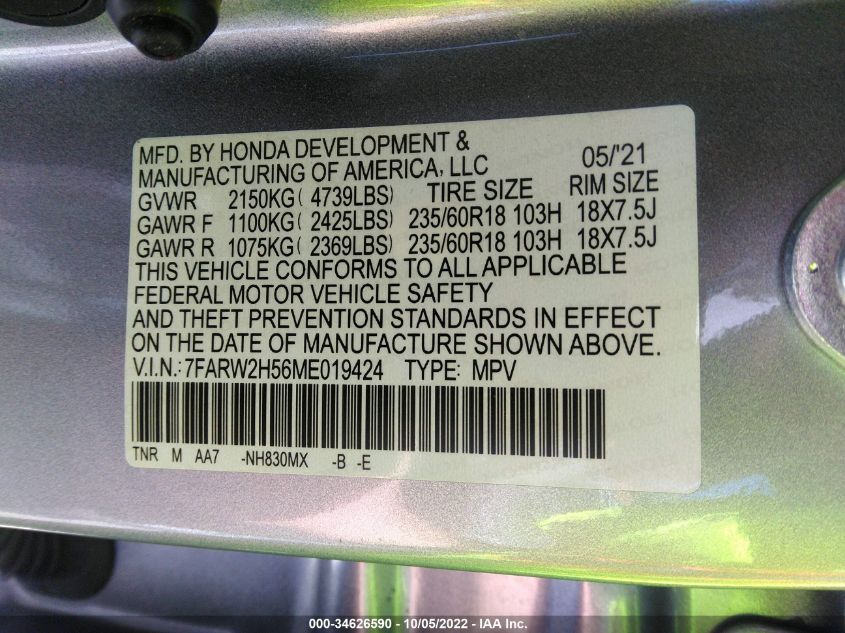 MFD. BY HONDA DEVELOPMENT &
MANUFACTURING OF AMERICA, LLC 05/'21
GVWR 2150KG( 4739LBS) TIRE SIZE RIM SIZE
GAWR F 1100KG( 2425LBS) 235/60R18 103H 18X7.5J
GAWR R 1075KG( 2369LBS) 235/60R18 103H 18X7.5J
THIS VEHICLE CONFORMS TO ALL APPLICABLE
FEDERAL MOTOR VEHICLE SAFETY
AND THEFT PREVENTION STANDARDS IN EFFECT
ON THE DATE OF MANUFACTURE SHOWN ABOVE.
V.I.N.: 7FARW2H56ME019424 TYPE: MPV
TNR M AA7 -NH830MX -B -E
000-34626590 - 10/05/2022 - IAA Inc.